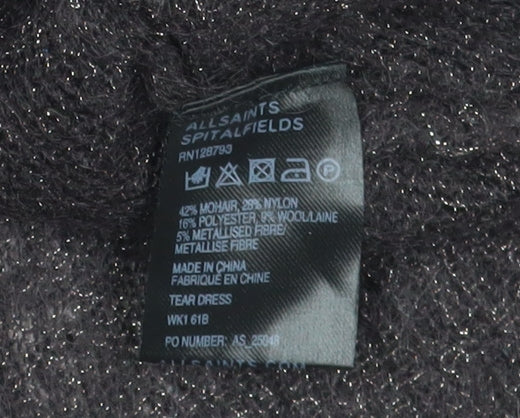 ALLSAINTS
SPITALFIELDS
RN128793
P
42% MOHAIR, 28% NYLON
16% POLYESTER, 9% WOOL/LAINE
5% METALLISED FIBRE/
METALLISE FIBRE
MADE IN CHINA
FABRIQUE EN CHINE
TEAR DRESS
WK1 61B
PO NUMBER: AS_25048